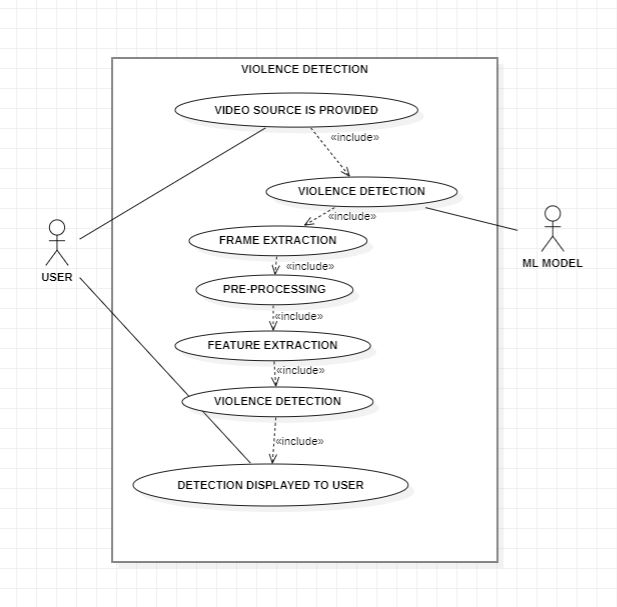 VIOLENCE DETECTION
VIDEO SOURCE IS PROVIDED
«include»
VIOLENCE DETECTION
«include»
FRAME EXTRACTION
«include»
PRE-PROCESSING
«include»
FEATURE EXTRACTION
«include»
VIOLENCE DETECTION
«include»
DETECTION DISPLAYED TO USER
USER
ML MODEL